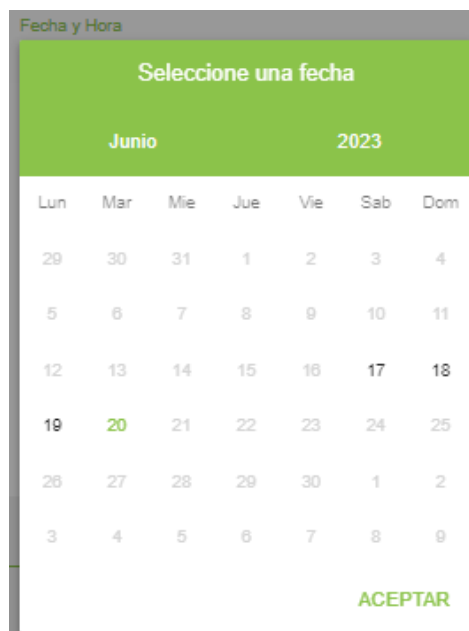 Fecha y Hora
Seleccione una fecha
Junio 2023
Lun Mar Mie Jue Vie Sab Dom
29 30 31 1 2 3 4
5 6 7 8 9 10 11
12 13 14 15 16 17 18
19 20 21 22 23 24 25
26 27 28 29 30 1 2
3 4 5 6 7 8 9
ACEPTAR